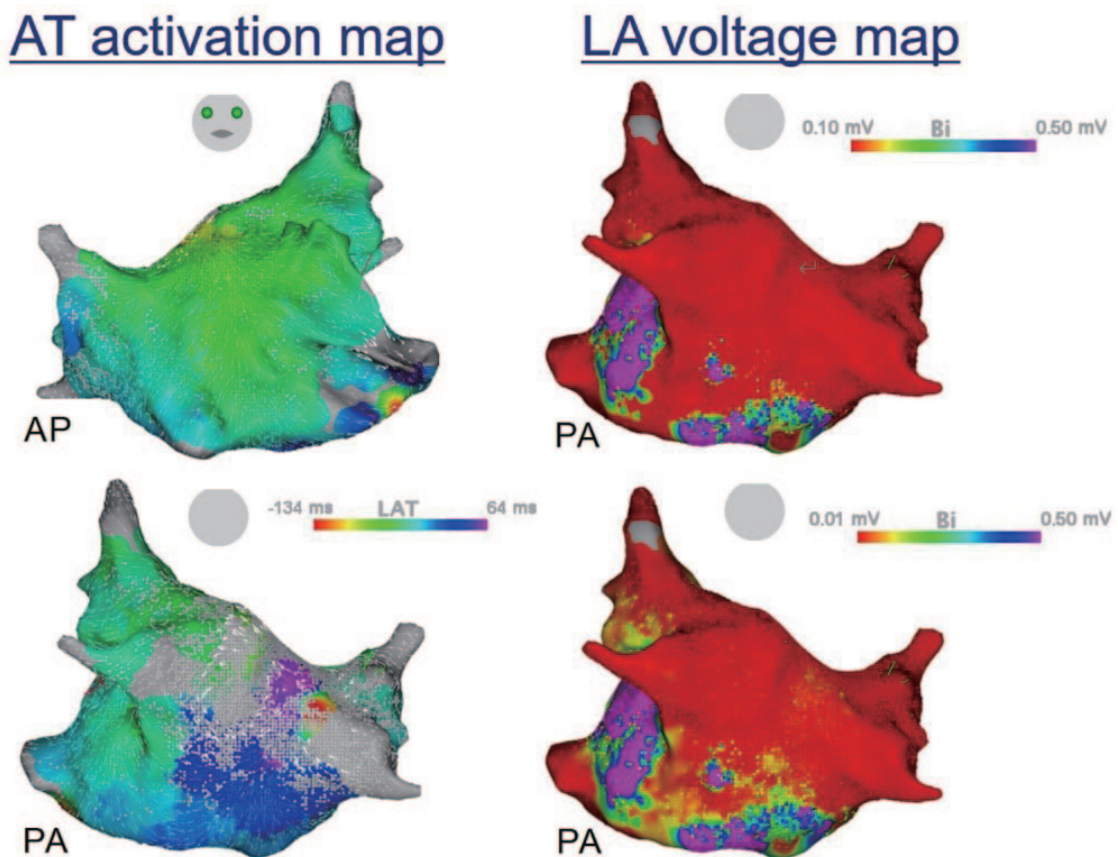 AT activation map
LA voltage map
0.10 mV Bi 0.50 mV
AP
PA
-134 ms LAT 64 ms
0.01 mV Bi 0.50 mV
PA
PA